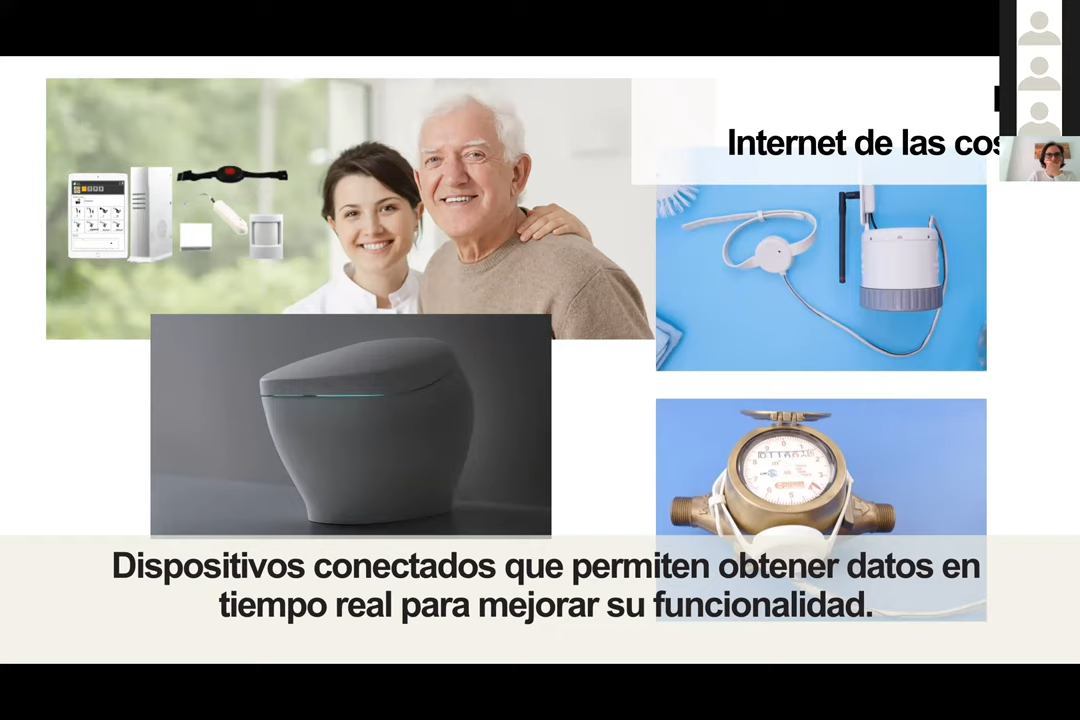 Internet de las cos
Dispositivos conectados que permiten obtener datos en
tiempo real para mejorar su funcionalidad.